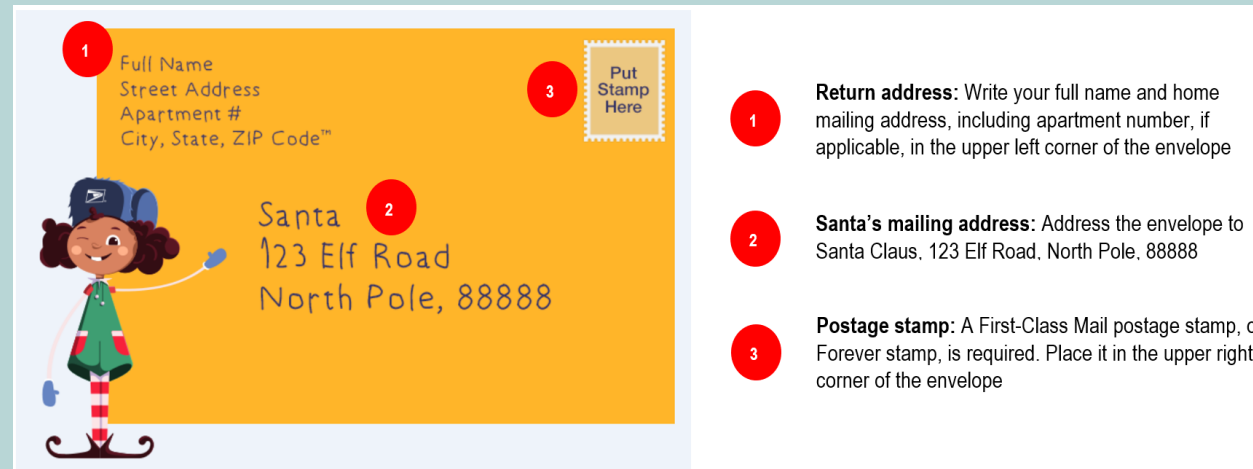 1
Full Name
Street Address
Apartment #
City, State, ZIP Code™
3
Put
Stamp
Here
Santa
2
123 Elf Road
North Pole, 88888
1
Return address: Write your full name and home
mailing address, including apartment number, if
applicable, in the upper left corner of the envelope
2
Santa's mailing address: Address the envelope to
Santa Claus, 123 Elf Road, North Pole, 88888
3
Postage stamp: A First-Class Mail postage stamp,
Forever stamp, is required. Place it in the upper right
corner of the envelope